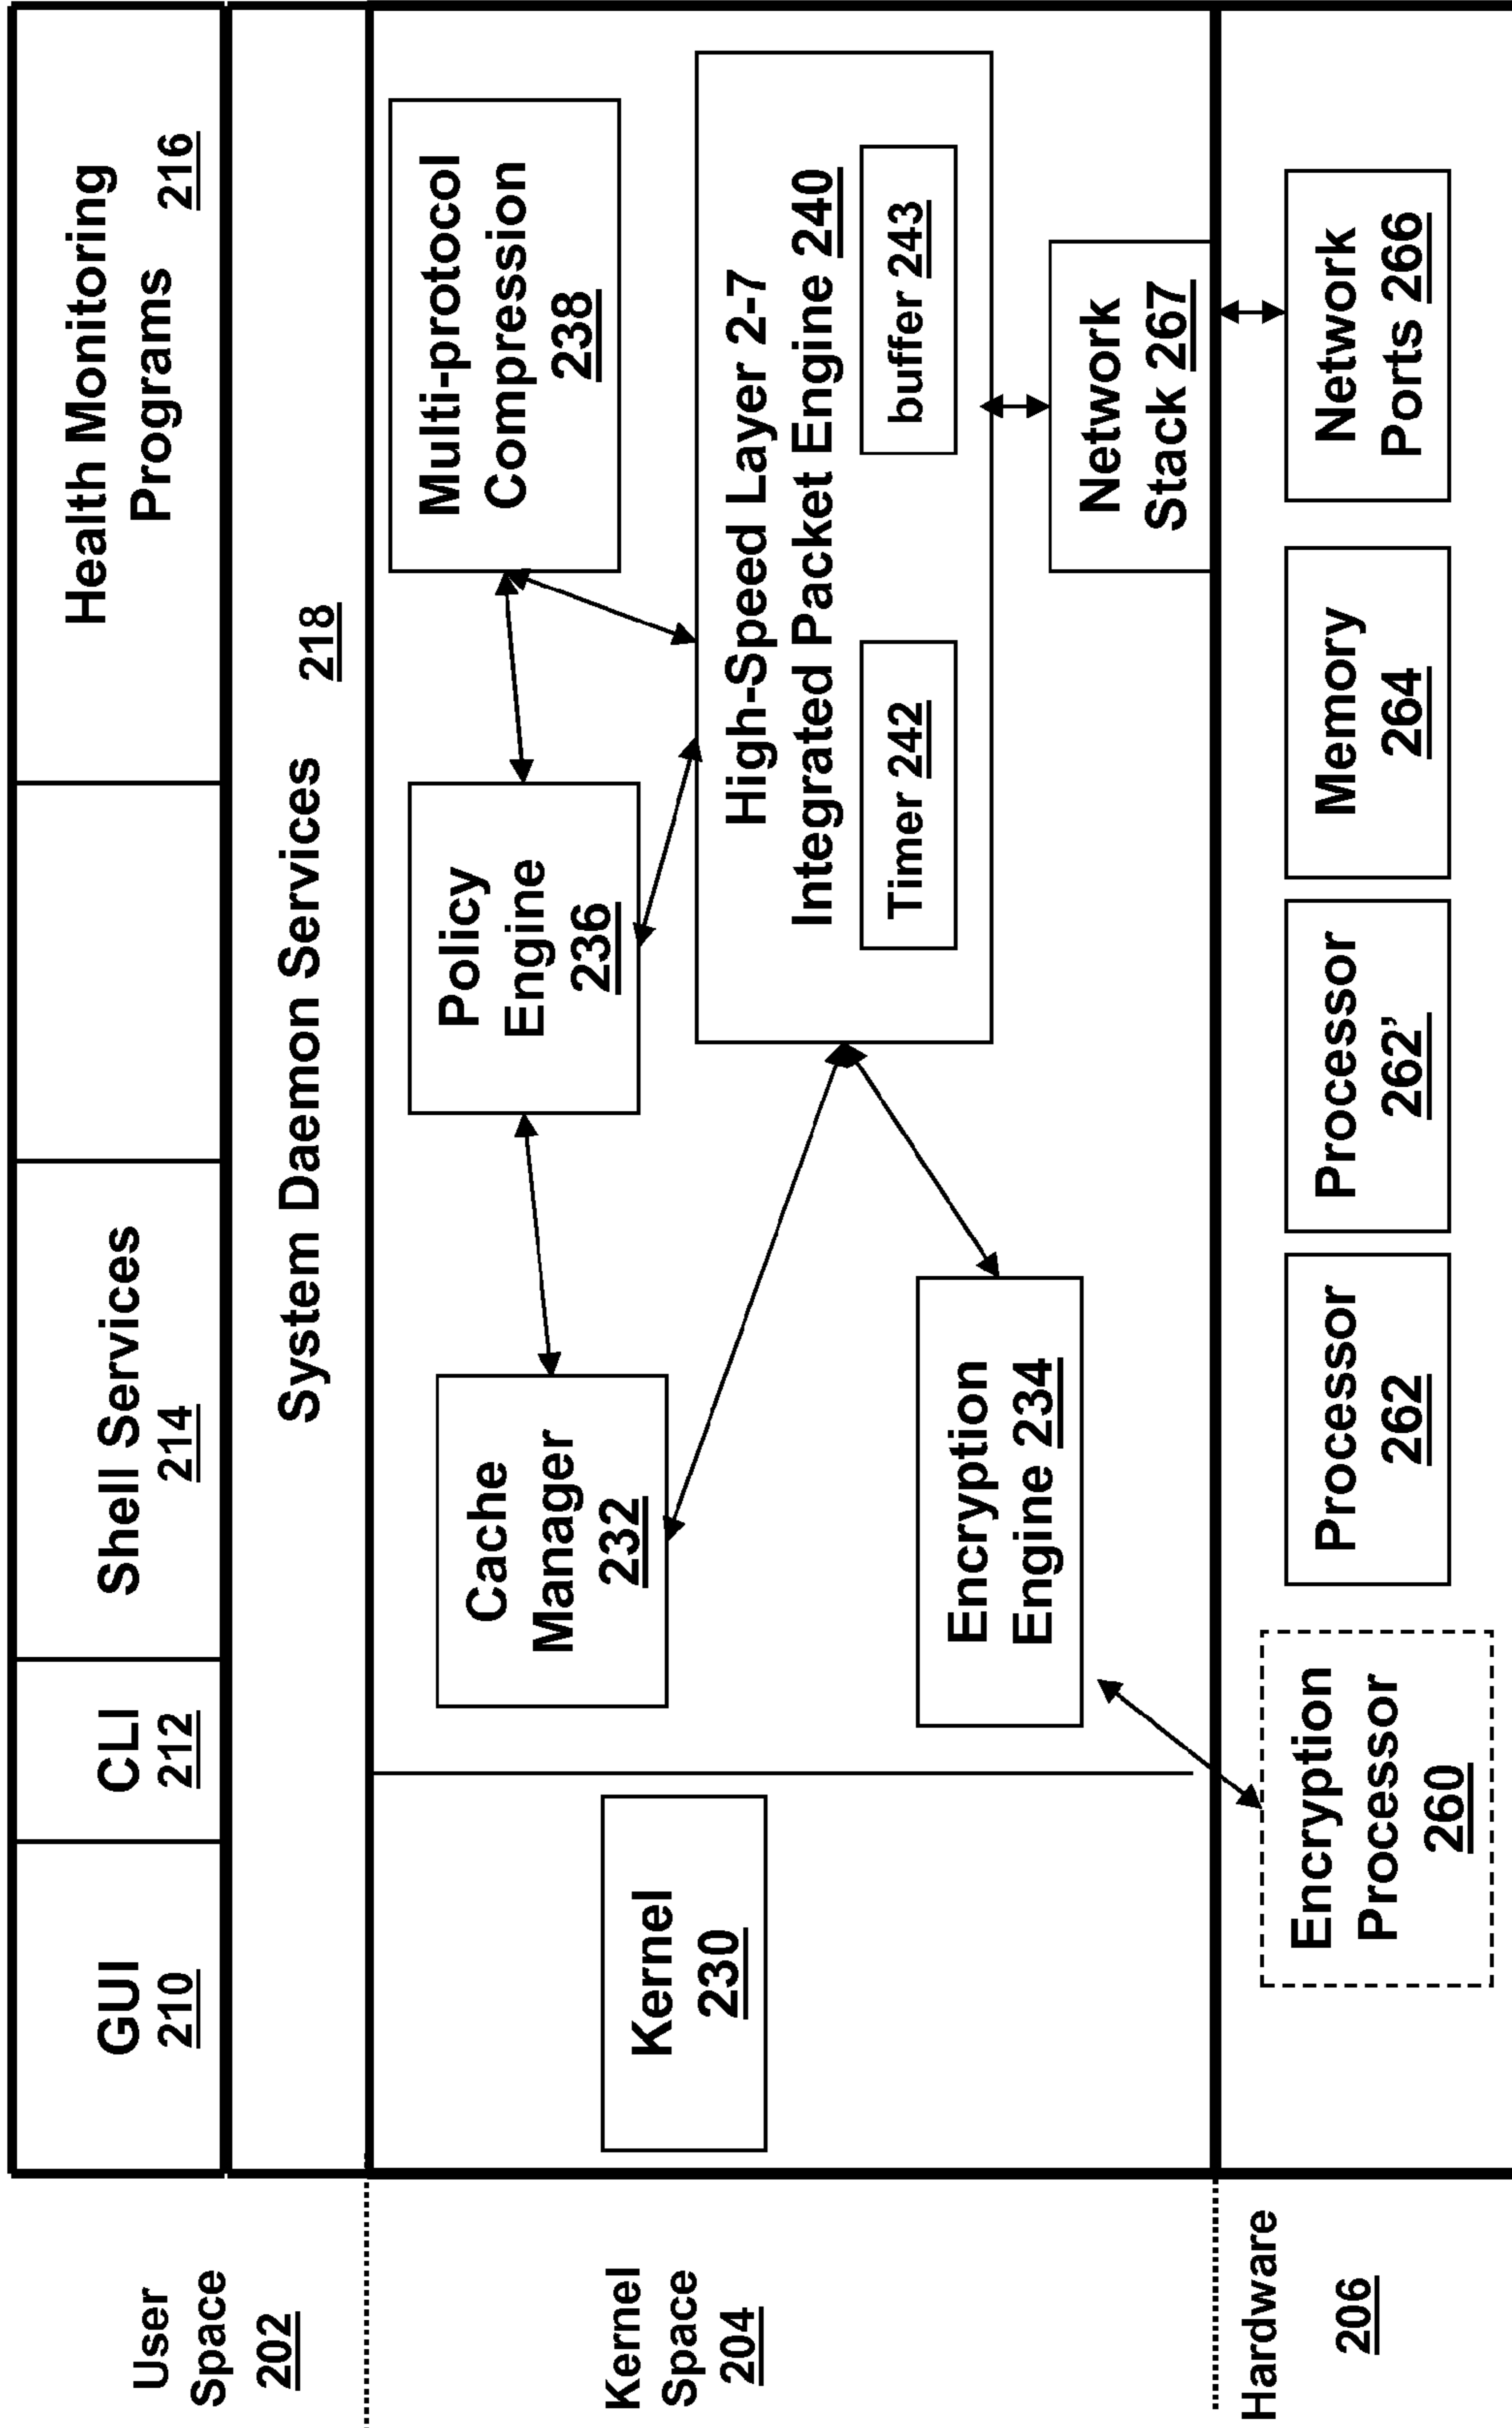 User
Space
202
GUI
210
CLI
212
Shell Services
214
Health Monitoring
Programs 216
System Daemon Services 218
Kernel
Space
204
Kernel
230
Cache
Manager
232
Policy
Engine
236
Multi-protocol
Compression
238
High-Speed Layer 2-7
Integrated Packet Engine 240
Timer 242
buffer 243
Encryption
Engine 234
Network
Stack 267
Hardware
206
Encryption
Processor
260
Processor
262
Processor
262’
Memory
264
Network
Ports 266